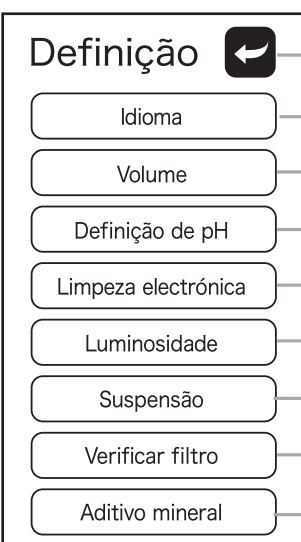 Definição
Idioma
Volume
Definição de pH
Limpeza electrónica
Luminosidade
Suspensão
Verificar filtro
Aditivo mineral